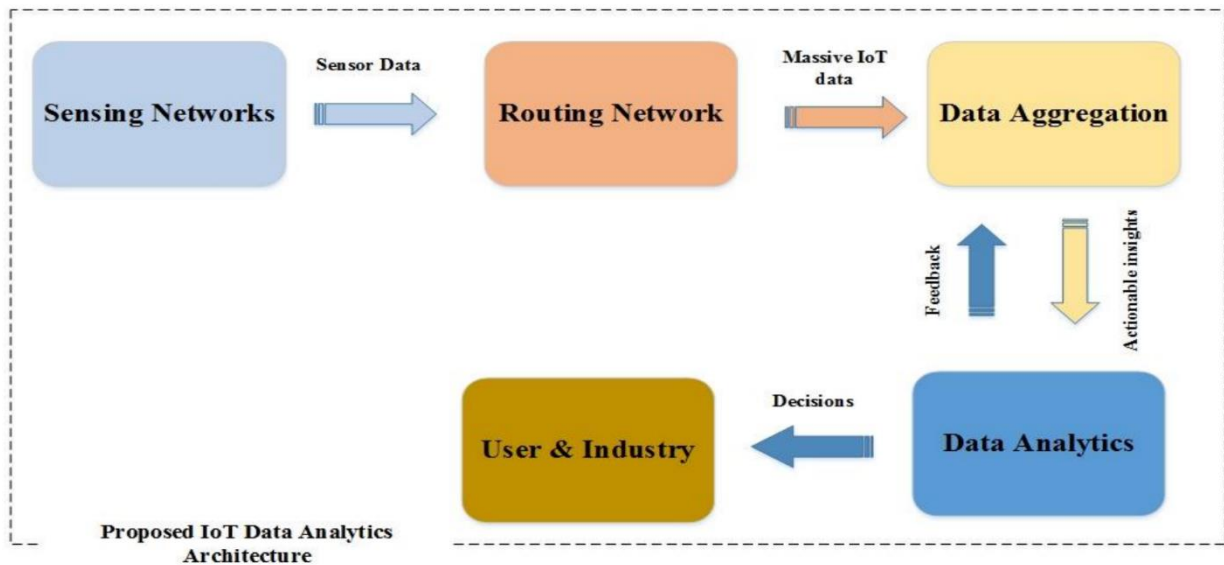 Sensing Networks
Sensor Data
Routing Network
Massive IoT
data
Data Aggregation
Feedback
Actionable insights
User & Industry
Decisions
Data Analytics
Proposed IoT Data Analytics
Architecture